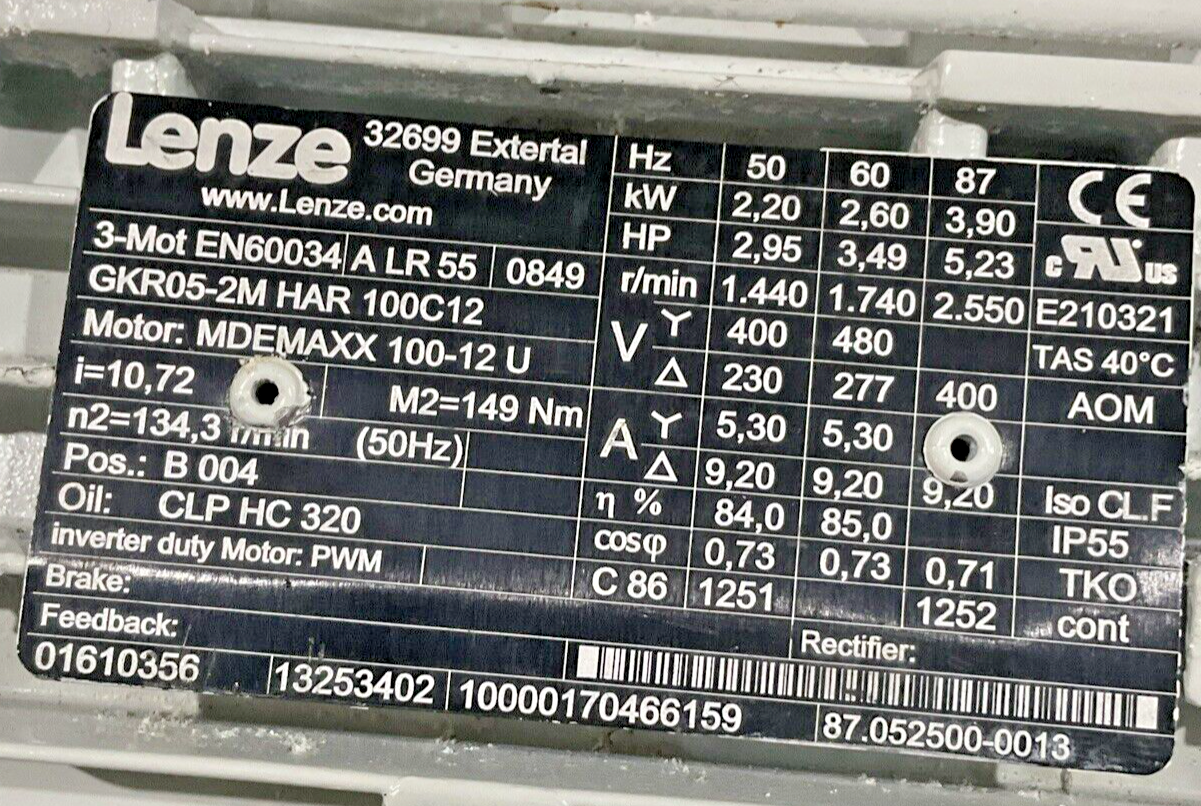 Lenze
32699 Extertal
Germany
www.Lenze.com
3-Mot EN60034 A LR 55 0849
GKR05-2M HAR 100C12
Motor: MDEMAXX 100-12 U
i=10,72
M2=149 Nm
n2=134,3 r/min (50Hz)
Pos.: B 004
Oil: CLP HC 320
inverter duty Motor: PWM
Brake:
Feedback:
Hz 50 60 87
kW 2,20 2,60 3,90
HP 2,95 3,49 5,23
r/min 1.440 1.740 2.550
V Y 400 480
Δ 230 277 400
A Y 5,30 5,30
Δ 9,20 9,20 9,20
η % 84,0 85,0
cosφ 0,73 0,73 0,71
C 86 1251 1252
CE
c RU us
E210321
TAS 40°C
AOM
Iso CL.F
IP55
TKO
cont
Rectifier:
01610356 13253402 10000170466159 87.052500-0013